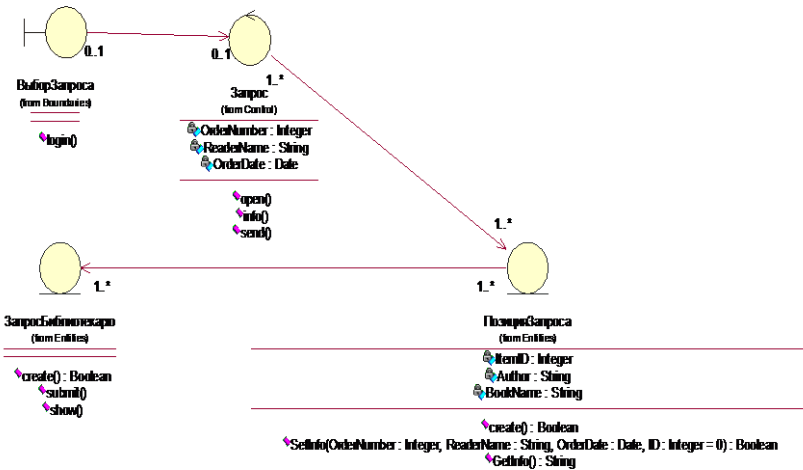 0..1
0..1
ВыборЗапроса
(from Boundaries)
login()
1..*
Запрос
(from Control)
OrderNumber : Integer
ReaderName : String
OrderDate : Date
open()
info()
send()
1..*
1..*
1..*
ЗапросБиблиотекарю
(from Entities)
create() : Boolean
submit()
show()
ПозицияЗапроса
(from Entities)
ItemID : Integer
Author : String
BookName : String
create() : Boolean
SetInfo(OrderNumber : Integer, ReaderName : String, OrderDate : Date, ID : Integer = 0) : Boolean
GetInfo() : String